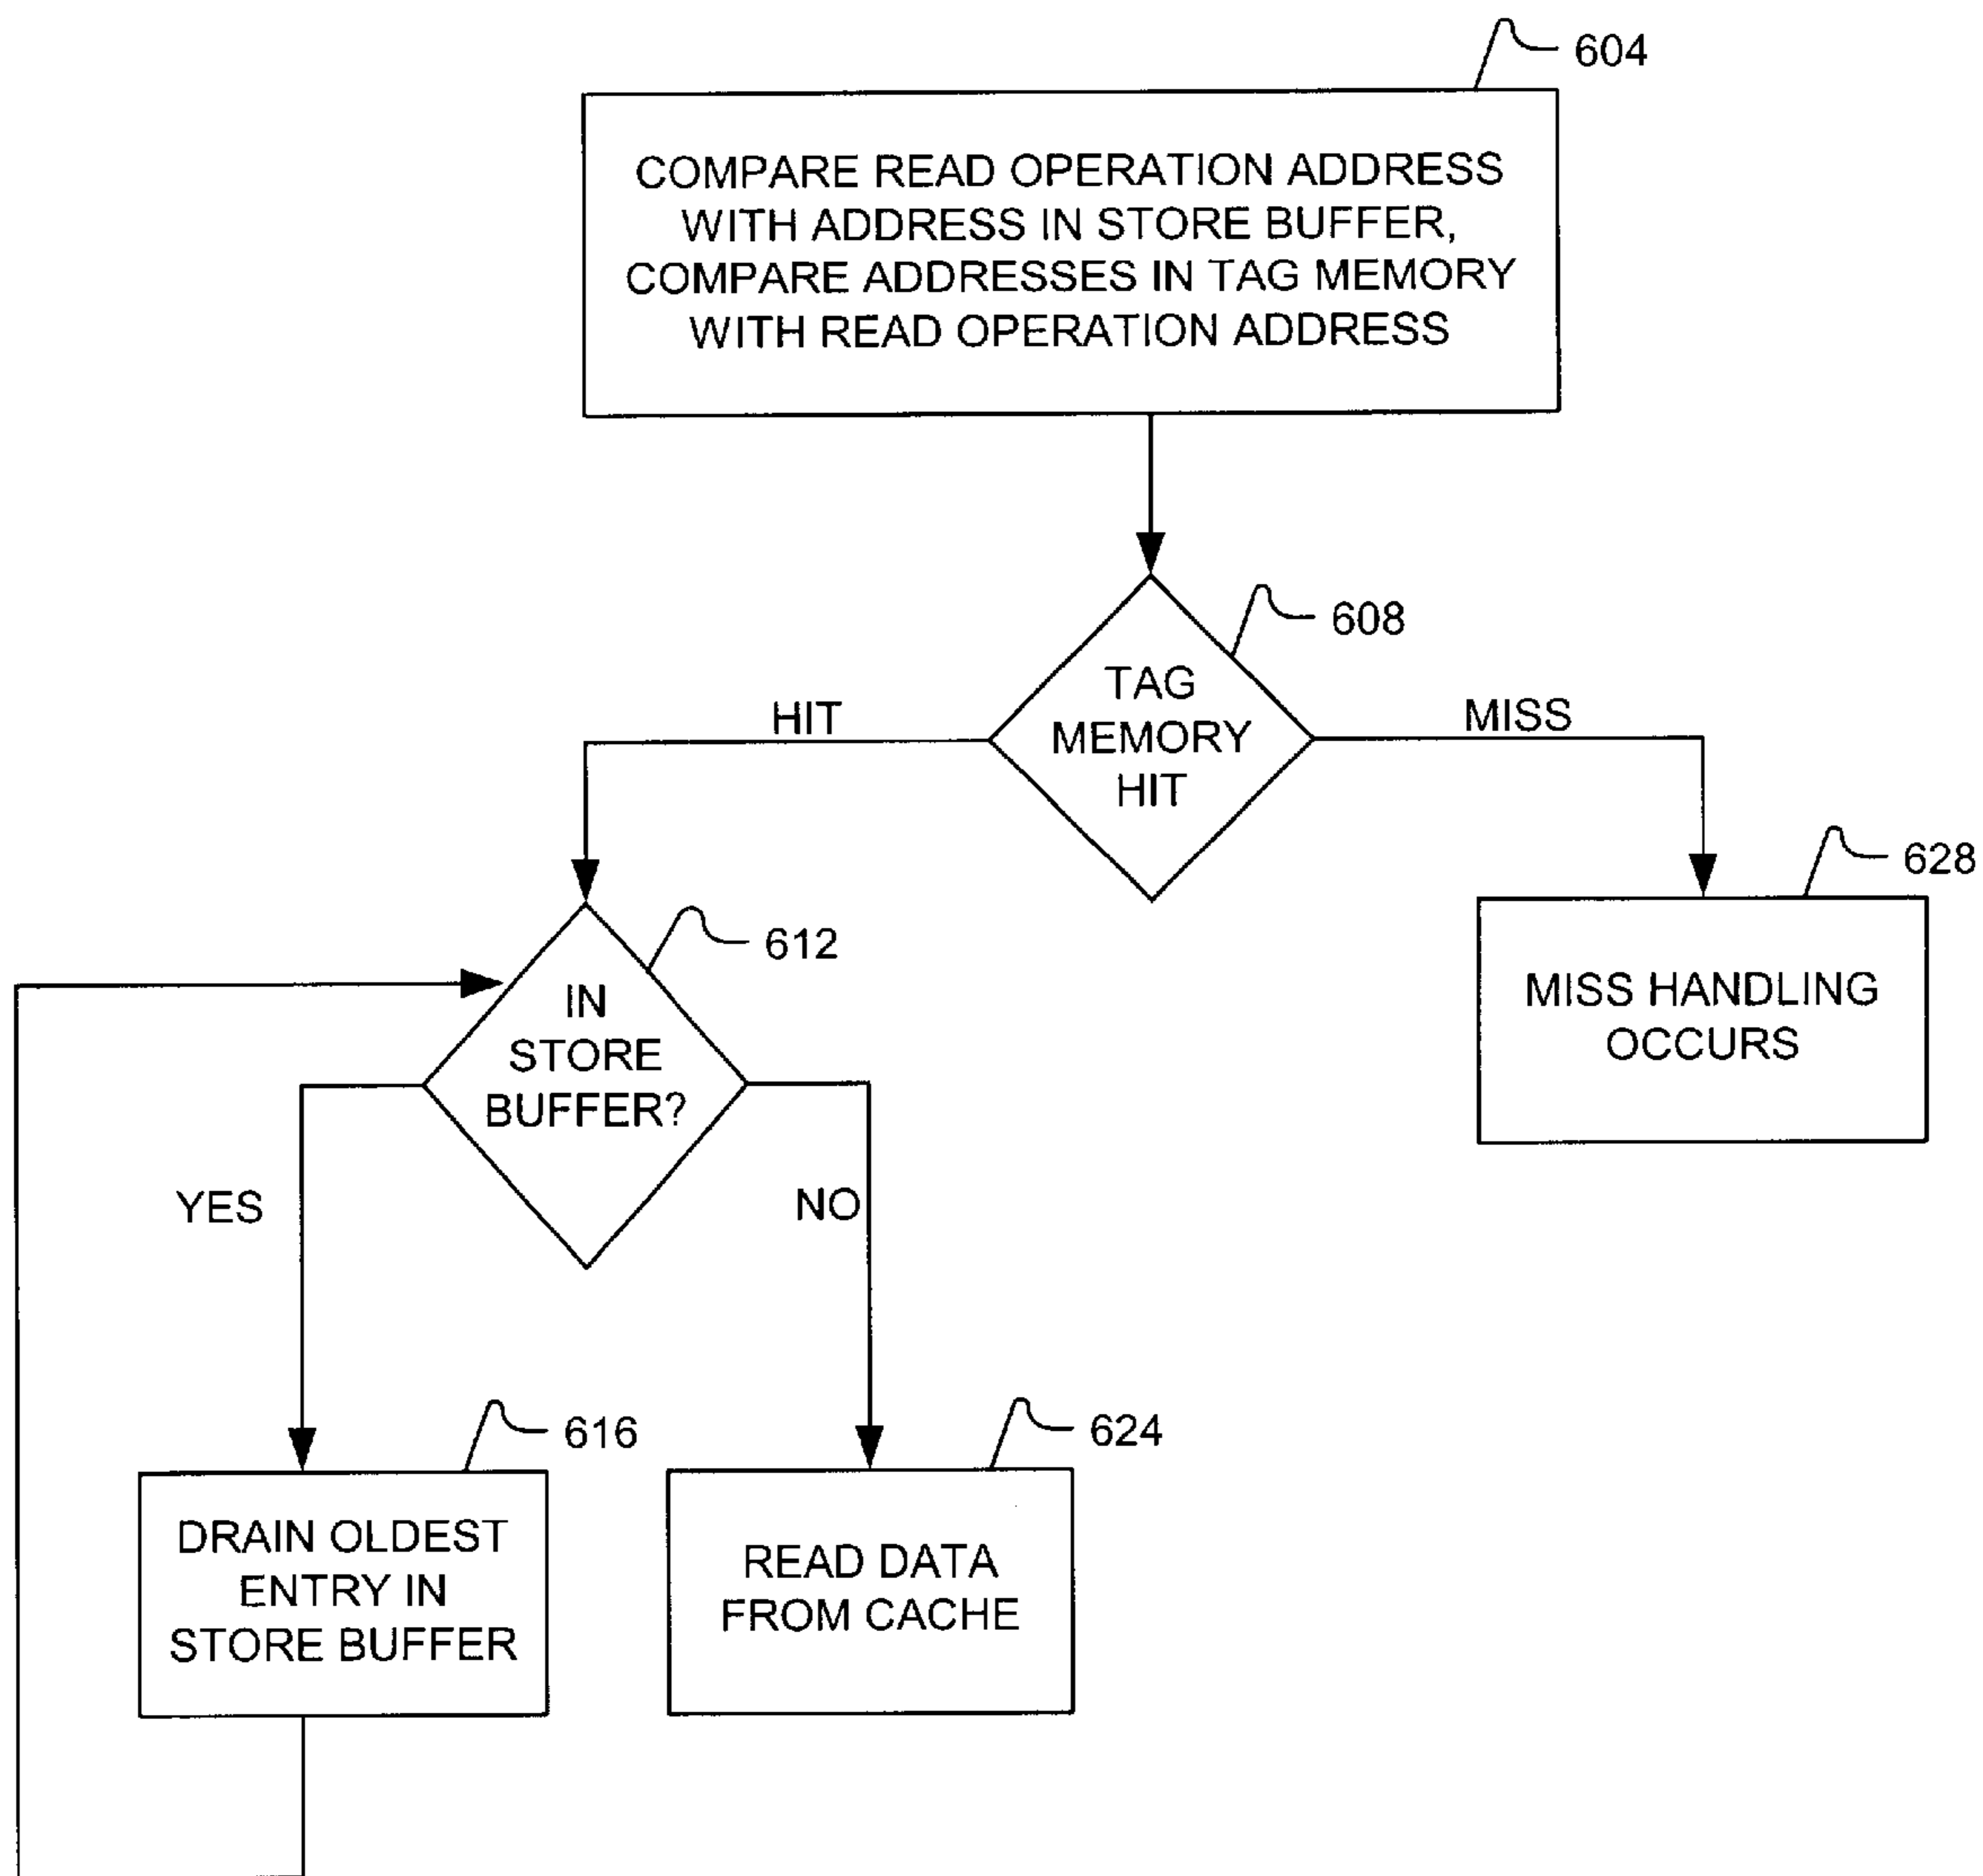 604
COMPARE READ OPERATION ADDRESS
WITH ADDRESS IN STORE BUFFER,
COMPARE ADDRESSES IN TAG MEMORY
WITH READ OPERATION ADDRESS
608
TAG
MEMORY
HIT
HIT
MISS
628
MISS HANDLING
OCCURS
612
IN
STORE
BUFFER?
YES
NO
616
DRAIN OLDEST
ENTRY IN
STORE BUFFER
624
READ DATA
FROM CACHE